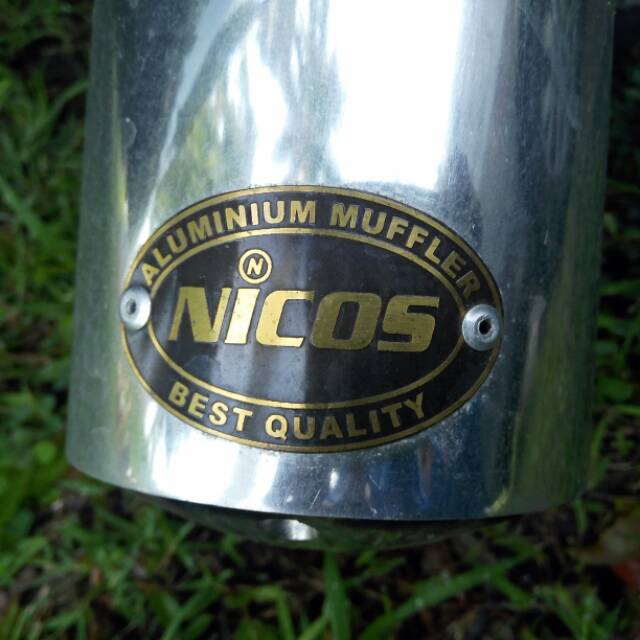 ALUMINIUM MUFFLER
N
NiCOS
BEST QUALITY